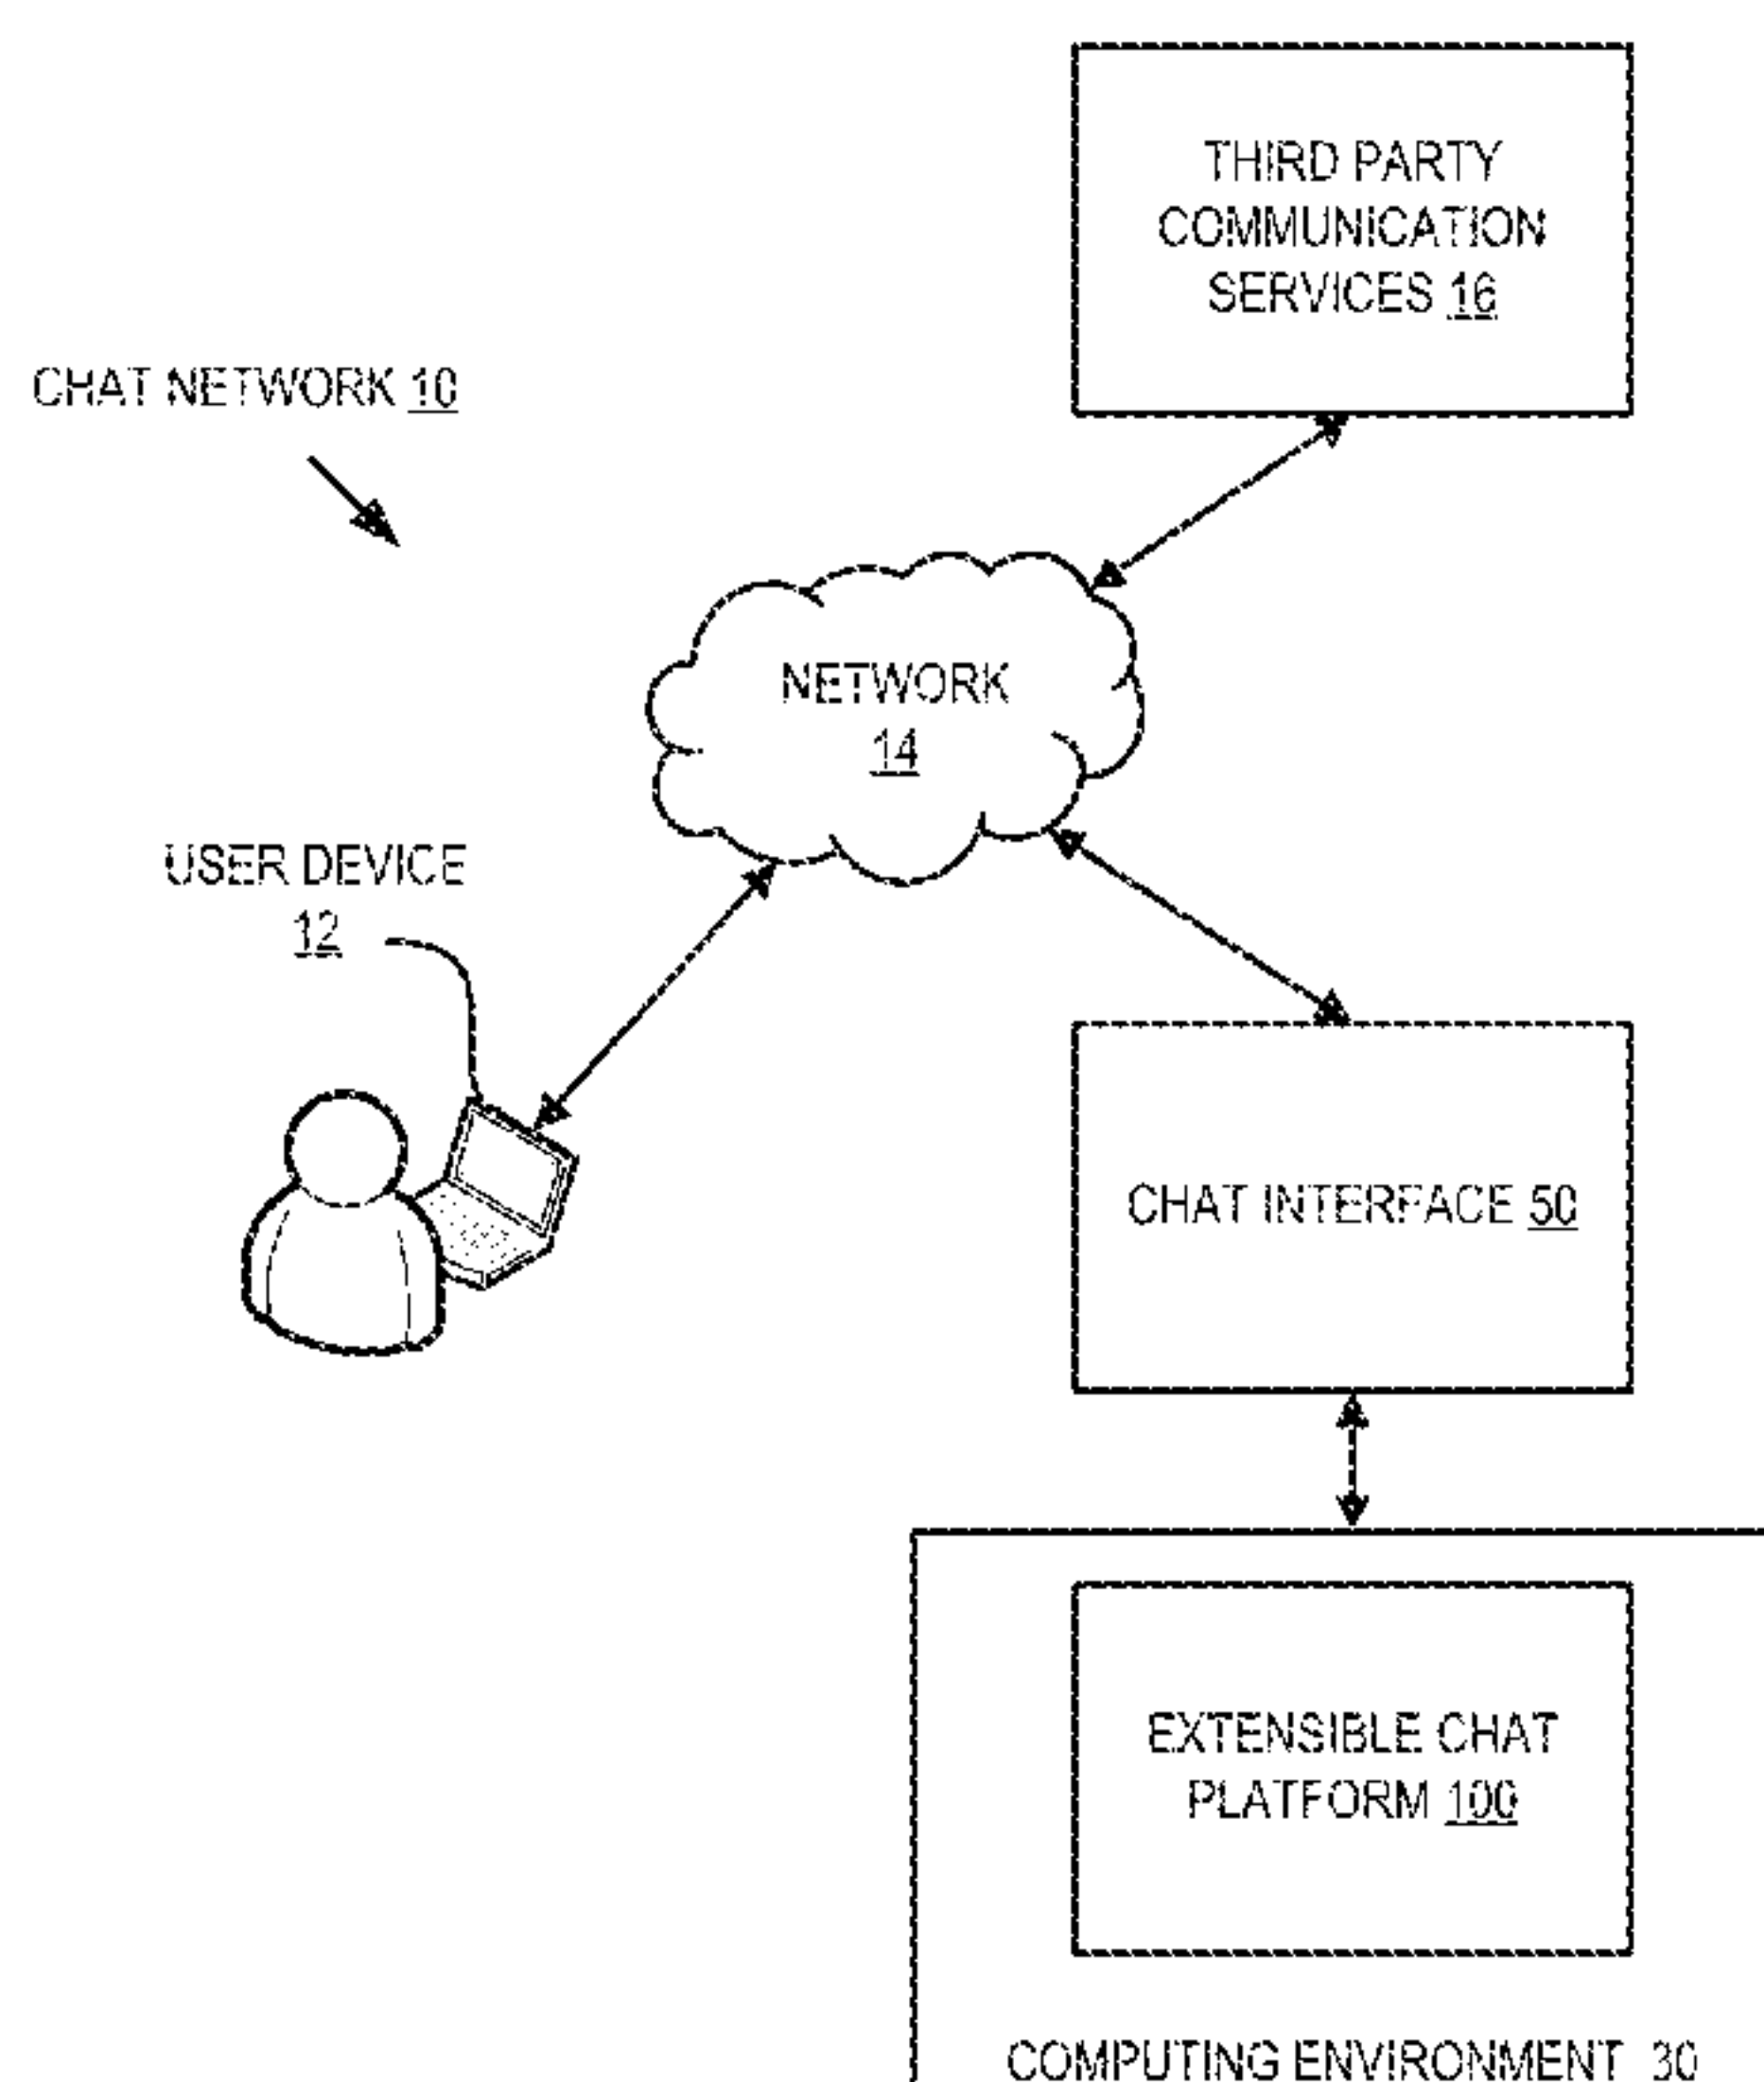 THIRD PARTY
COMMUNICATION
SERVICES 16
CHAT NETWORK 10
NETWORK
14
USER DEVICE
12
CHAT INTERFACE 50
EXTENSIBLE CHAT
PLATFORM 100
COMPUTING ENVIRONMENT 30